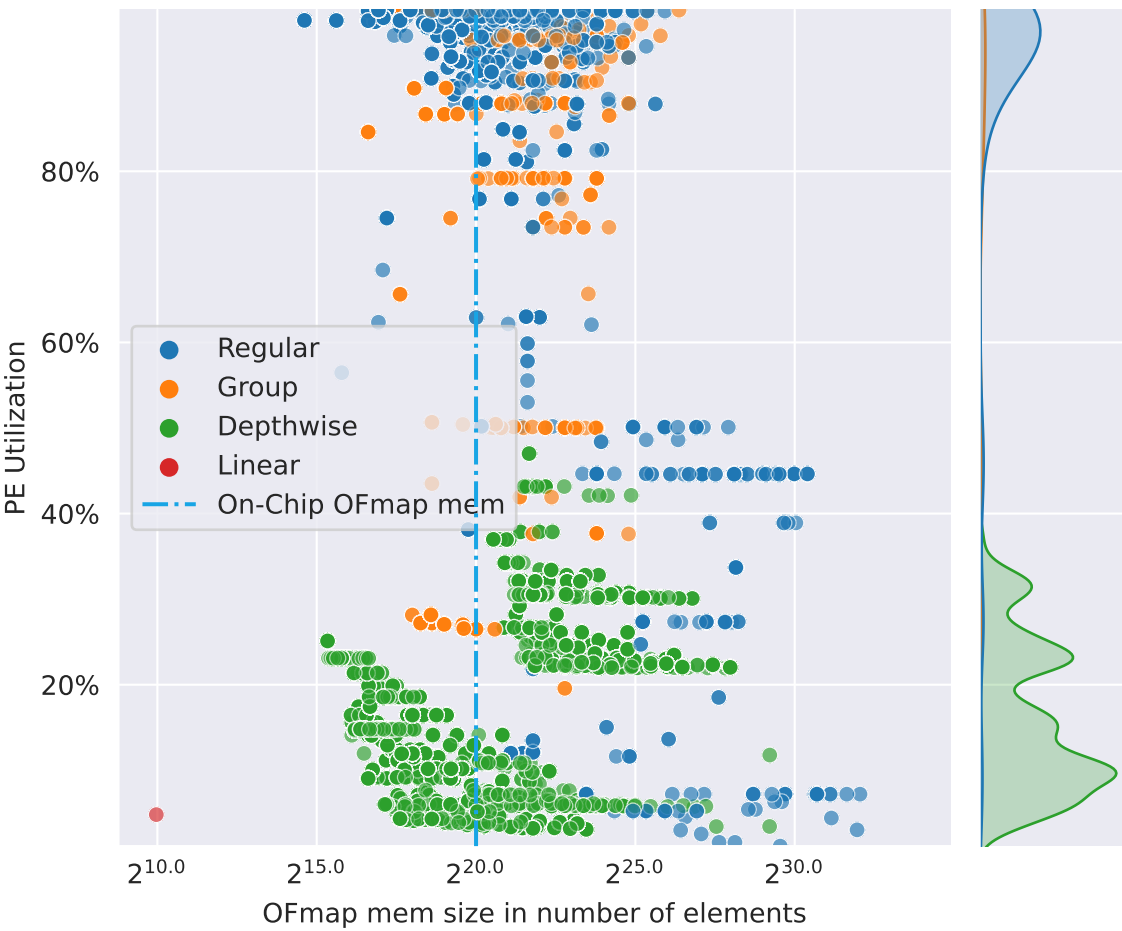 80%
60%
40%
20%
PE Utilization
Regular
Group
Depthwise
Linear
On-Chip OFmap mem
2^10.0 2^15.0 2^20.0 2^25.0 2^30.0
OFmap mem size in number of elements